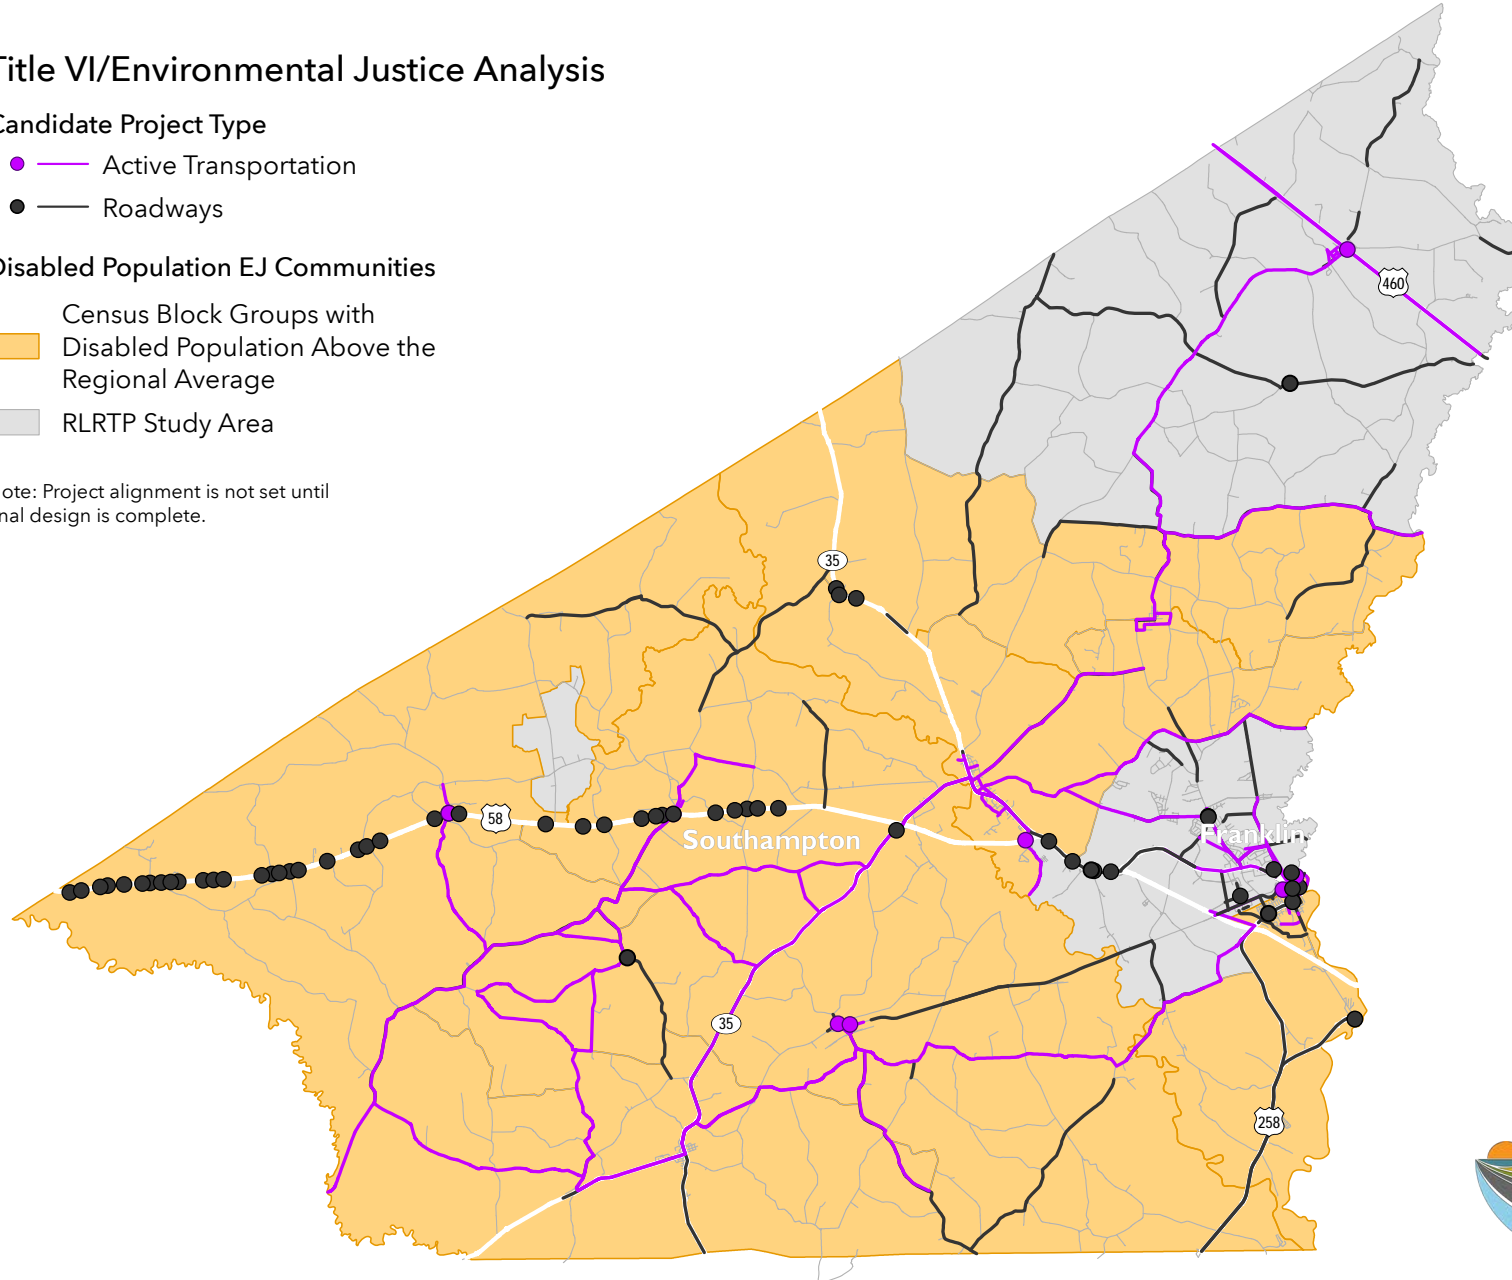 Title VI/Environmental Justice Analysis
Candidate Project Type
Active Transportation
Roadways
Disabled Population EJ Communities
Census Block Groups with
Disabled Population Above the
Regional Average
RLRTP Study Area
ote: Project alignment is not set until
nal design is complete.
460
35
58
Southampton
Franklin
35
258